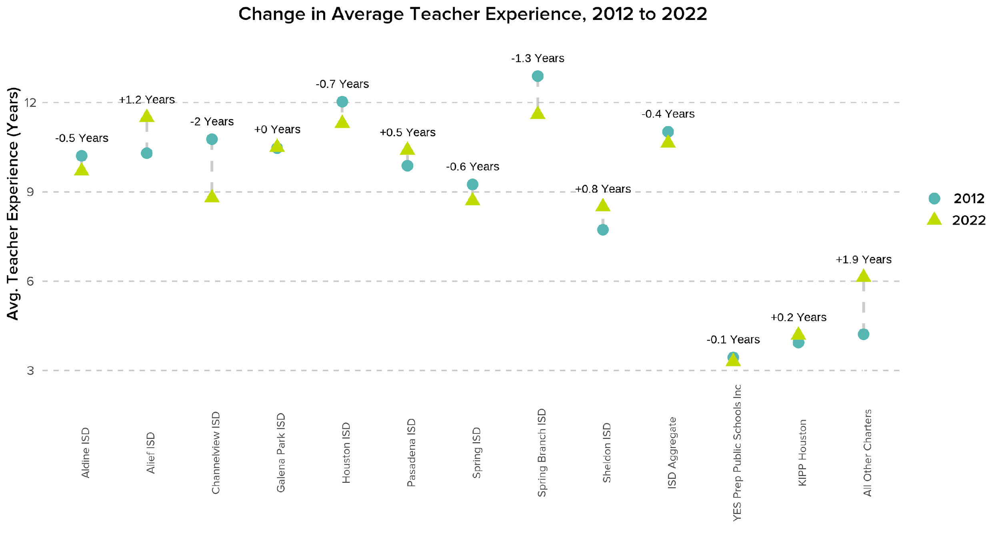 Change in Average Teacher Experience, 2012 to 2022
Avg. Teacher Experience (Years)
12
9
6
3
-0.5 Years
+1.2 Years
-2 Years
+0 Years
-0.7 Years
+0.5 Years
-0.6 Years
-1.3 Years
+0.8 Years
-0.4 Years
-0.1 Years
+0.2 Years
+1.9 Years
Aldine ISD
Alief ISD
Channelview ISD
Galena Park ISD
Houston ISD
Pasadena ISD
Spring ISD
Spring Branch ISD
Sheldon ISD
ISD Aggregate
YES Prep Public Schools Inc
KIPP Houston
All Other Charters
2012
2022